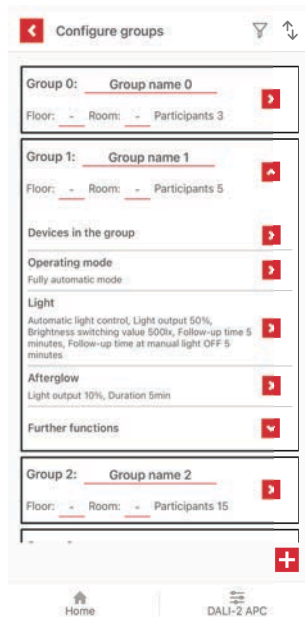 Configure groups
Group 0: Group name 0
Floor: - Room: - Participants 3
Group 1: Group name 1
Floor: - Room: - Participants 5
Devices in the group
Operating mode
Fully automatic mode
Light
Automatic light control, Light output 50%,
Brightness switching value 500lx, Follow-up time 5
minutes, Follow-up time at manual light OFF 5
minutes
Afterglow
Light output 10%, Duration 5min
Further functions
Group 2: Group name 2
Floor: - Room: - Participants 15
Home
DALI-2 APC